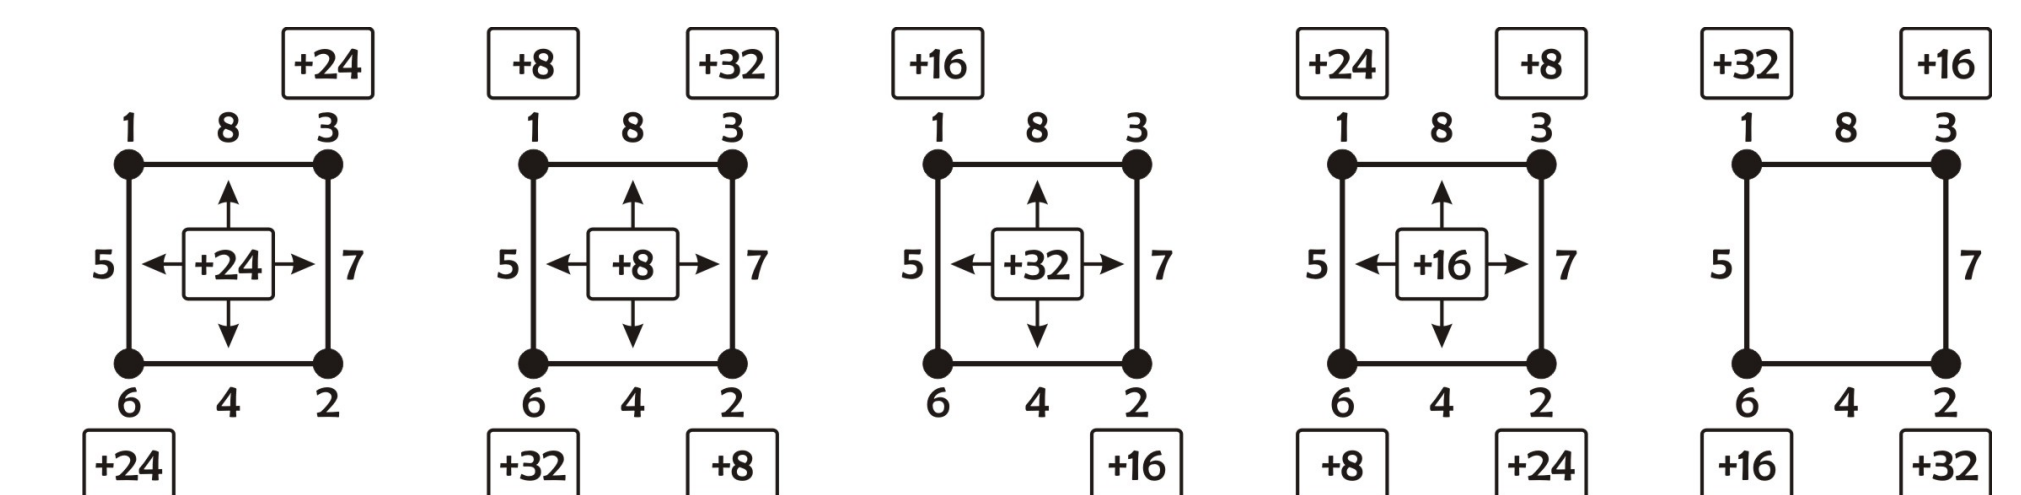 +24 +8 +32 +16 +24 +8 +32 +16
1 8 3 1 8 3 1 8 3 1 8 3 1 8 3
5 +24 7 5 +8 7 5 +32 7 5 +16 7 5 7
6 4 2 6 4 2 6 4 2 6 4 2 6 4 2
+24 +32 +8 +16 +8 +24 +16 +32